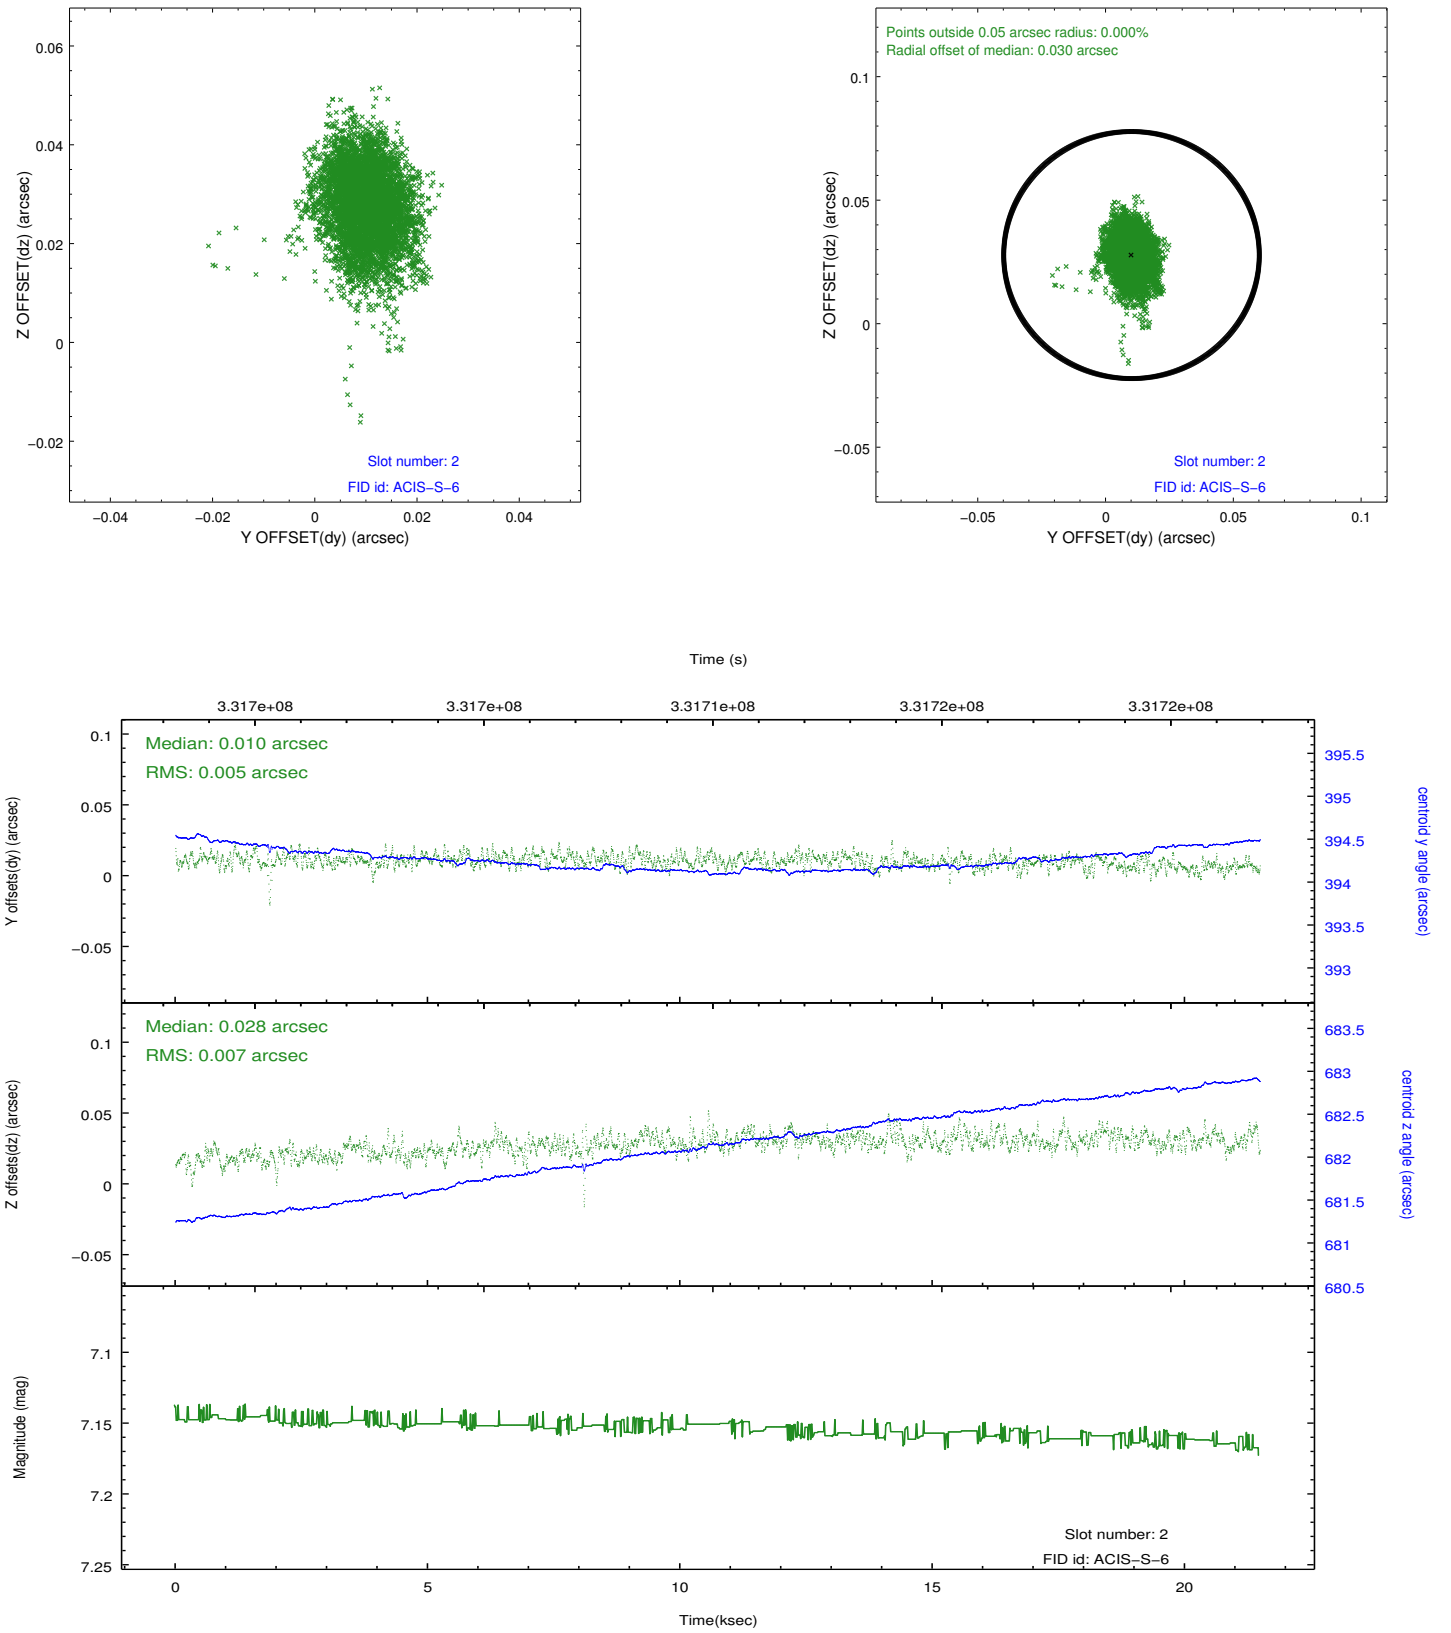 0.06
0.04
0.02
0
−0.02
Z OFFSET(dz) (arcsec)
Slot number: 2
FID id: ACIS−S−6
−0.04
−0.02
0
0.02
0.04
Y OFFSET(dy) (arcsec)
Points outside 0.05 arcsec radius: 0.000%
Radial offset of median: 0.030 arcsec
0.1
0.05
0
−0.05
Z OFFSET(dz) (arcsec)
Slot number: 2
FID id: ACIS−S−6
−0.05
0
0.05
0.1
Y OFFSET(dy) (arcsec)
Time (s)
3.317e+08
3.317e+08
3.3171e+08
3.3172e+08
3.3172e+08
Median: 0.010 arcsec
RMS: 0.005 arcsec
0.1
0.05
0
−0.05
Y offsets(dy) (arcsec)
395.5
395
394.5
394
393.5
393
centroid y angle (arcsec)
Median: 0.028 arcsec
RMS: 0.007 arcsec
0.1
0.05
0
−0.05
Z offsets(dz) (arcsec)
683.5
683
682.5
682
681.5
681
680.5
centroid z angle (arcsec)
7.1
7.15
7.2
7.25
Magnitude (mag)
Slot number: 2
FID id: ACIS−S−6
0
5
10
15
20
Time(ksec)